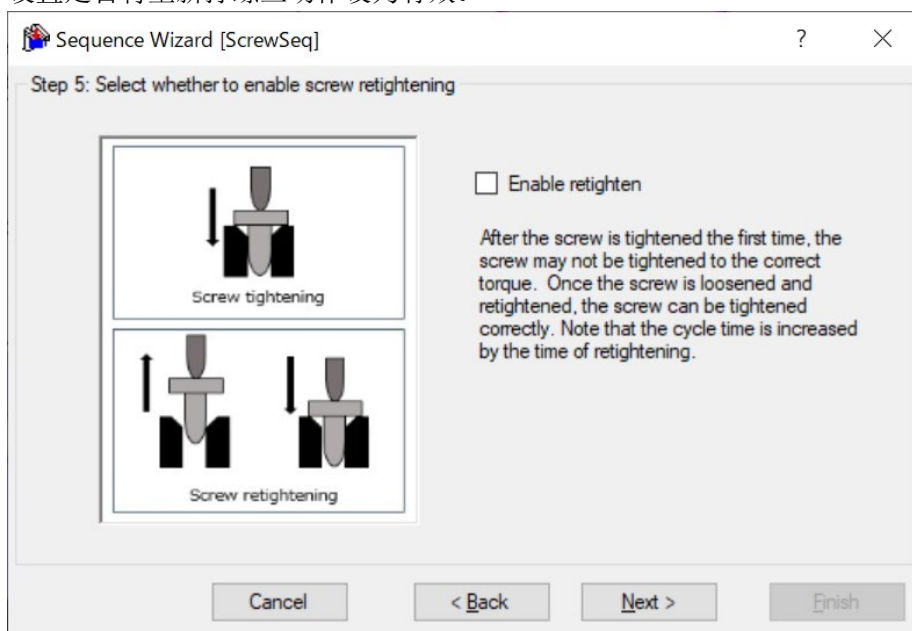 Sequence Wizard [ScrewSeq]
?
Step 5: Select whether to enable screw retightening
Screw tightening
Screw retightening
Enable retighten
After the screw is tightened the first time, the
screw may not be tightened to the correct
torque. Once the screw is loosened and
retightened, the screw can be tightened
correctly. Note that the cycle time is increased
by the time of retightening.
Cancel
< Back
Next >
Finish